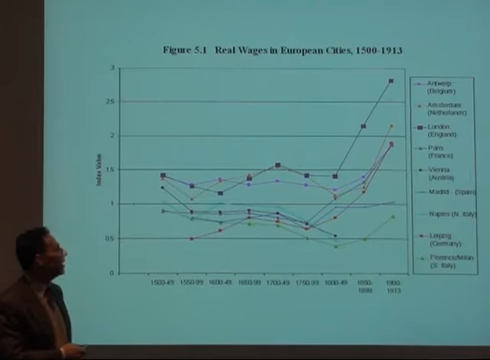 Figure 5.1 Real Wages in European Cities, 1500-1913
3
2.5
2
1.5
1
0.5
0
Index Value
1500-49
1550-99
1600-49
1650-99
1700-49
1750-99
1800-49
1850-
1899
1900-
1913
Antwerp
(Belgium)
Amsterdam
(Netherlands)
London
(England)
Paris
(France)
Vienna
(Austria)
Madrid (Spain)
Naples (N. Italy)
Leipzig
(Germany)
Florence/Milan
(S. Italy)